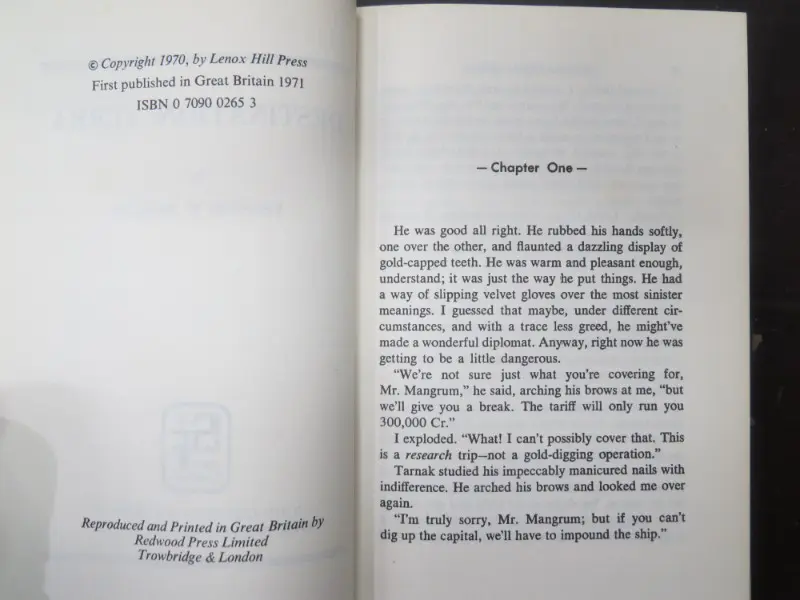 © Copyright 1970, by Lenox Hill Press
First published in Great Britain 1971
ISBN 0 7090 0265 3
Reproduced and Printed in Great Britain by
Redwood Press Limited
Trowbridge & London
— Chapter One —
He was good all right. He rubbed his hands softly,
one over the other, and flaunted a dazzling display of
gold-capped teeth. He was warm and pleasant enough,
understand; it was just the way he put things. He had
a way of slipping velvet gloves over the most sinister
meanings. I guessed that maybe, under different cir-
cumstances, and with a trace less greed, he might've
made a wonderful diplomat. Anyway, right now he was
getting to be a little dangerous.
“We're not sure just what you're covering for,
Mr. Mangrum,” he said, arching his brows at me, “but
we'll give you a break. The tariff will only run you
300,000 Cr.”
I exploded. “What! I can't possibly cover that. This
is a research trip—not a gold-digging operation.”
Tarnak studied his impeccably manicured nails with
indifference. He arched his brows and looked me over
again.
“I'm truly sorry, Mr. Mangrum; but if you can't
dig up the capital, we'll have to impound the ship.”